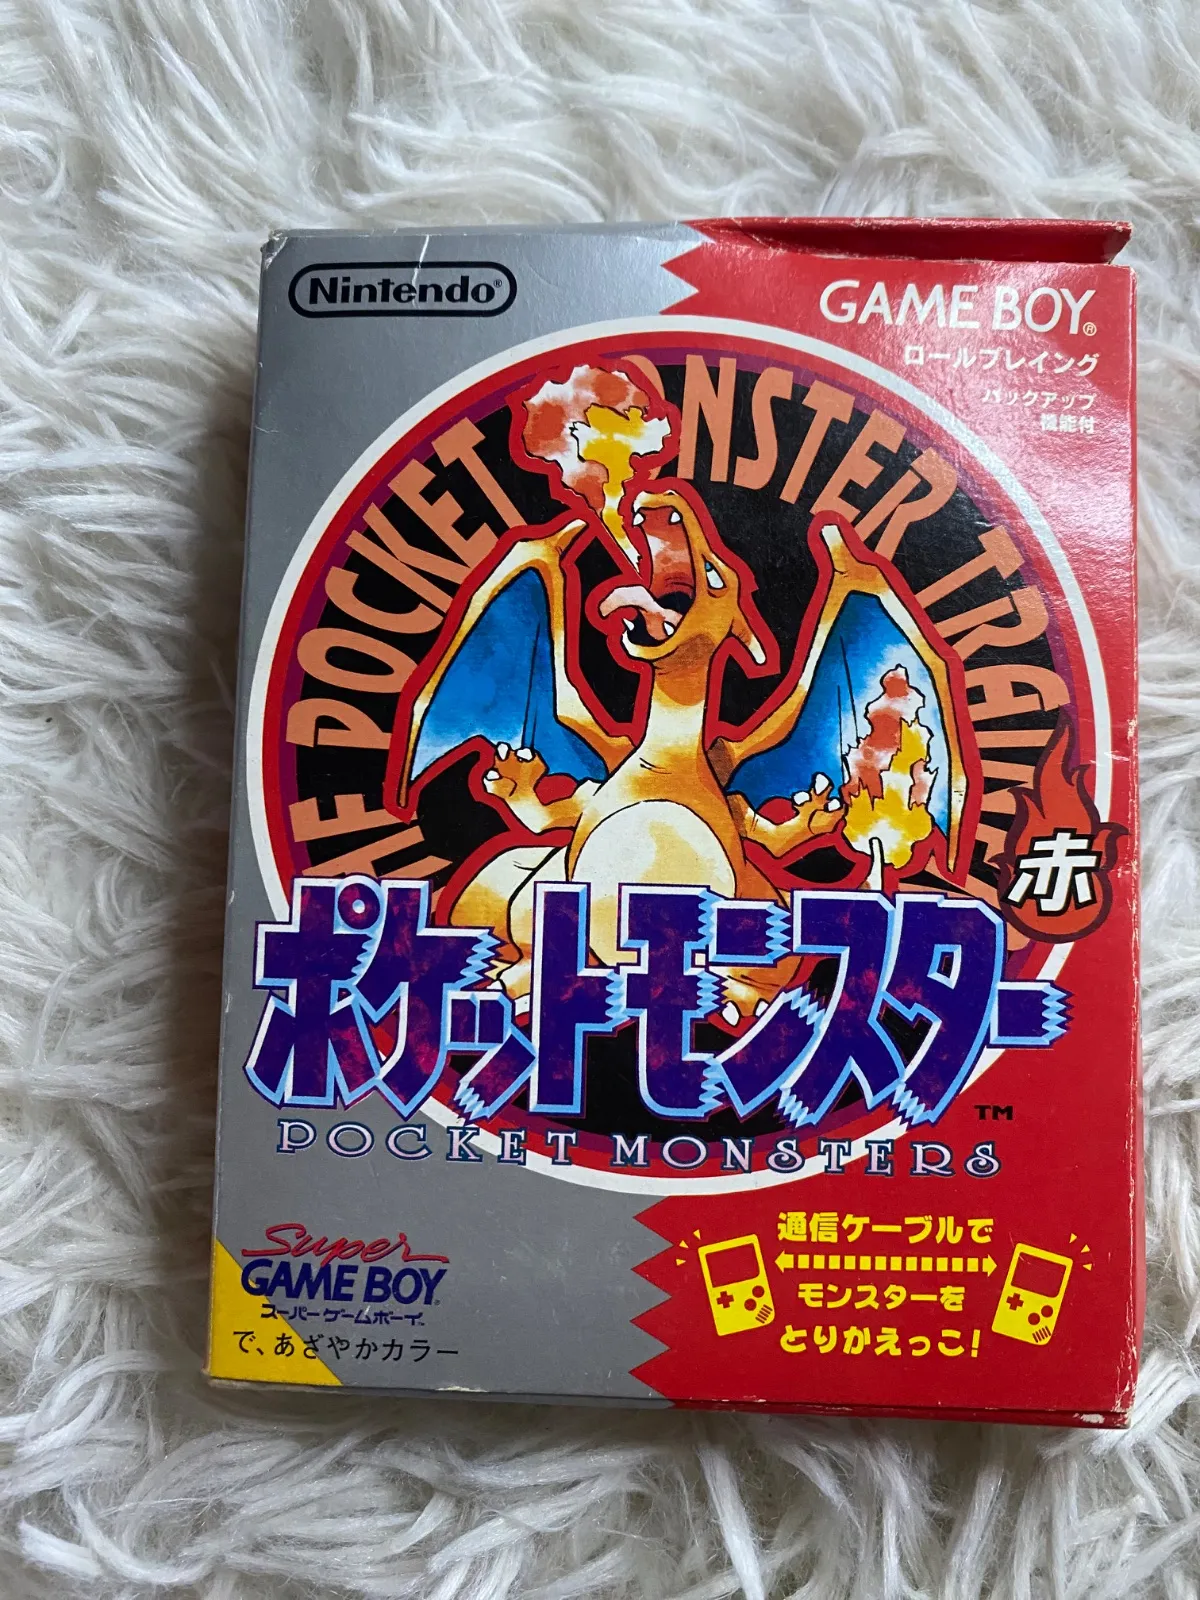 Nintendo®
GAME BOY®
ロールプレイング
バックアップ
機能付
POCKET MONSTER TRAIN
赤
ポケットモンスター
TM
POCKET MONSTERS
Super
GAME BOY
スーパーゲームボーイ
で、あざやかカラー
通信ケーブルで
モンスターを
とりかえっこ!